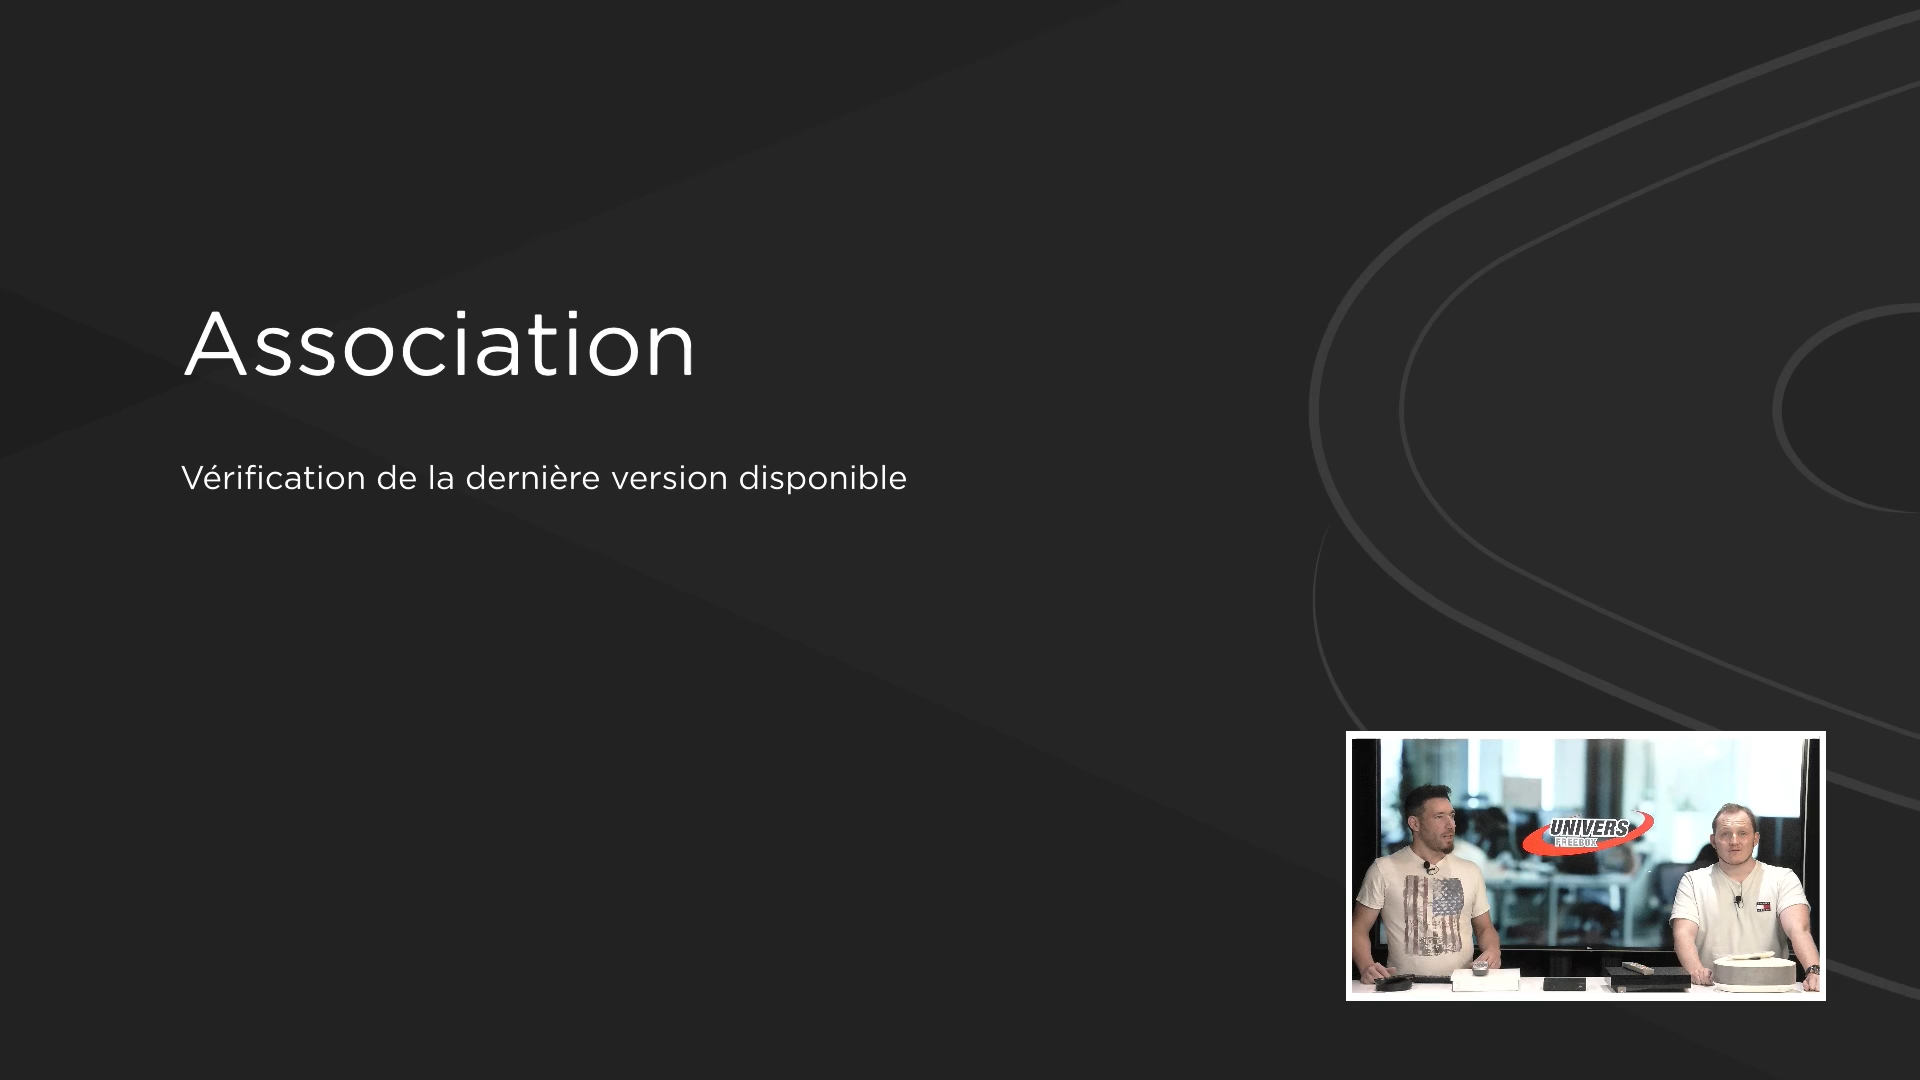 Association
Vérification de la dernière version disponible
UNIVERS
FREEBOX